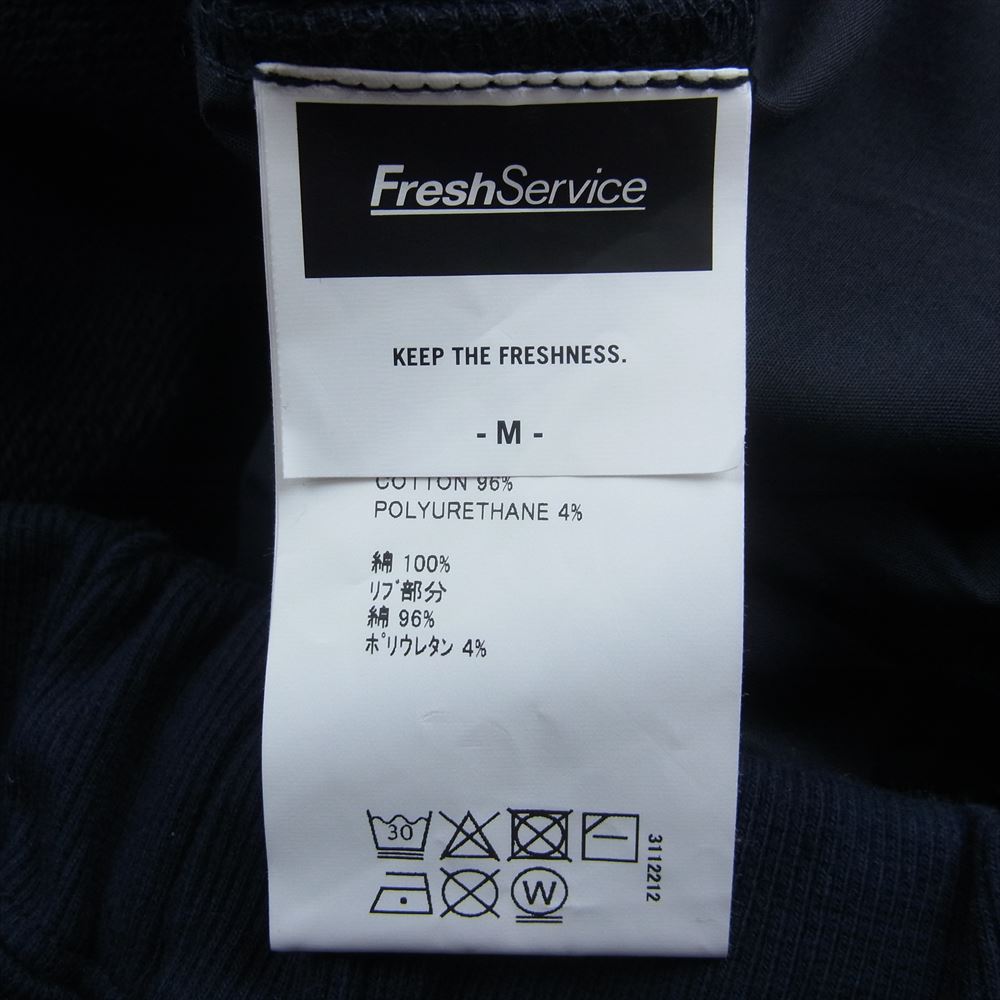 FreshService
KEEP THE FRESHNESS.
- M -
COTTON 96%
POLYURETHANE 4%
綿 100%
ﾘﾌﾞ部分
綿 96%
ﾎﾟﾘｳﾚﾀﾝ 4%
30
W
3112212